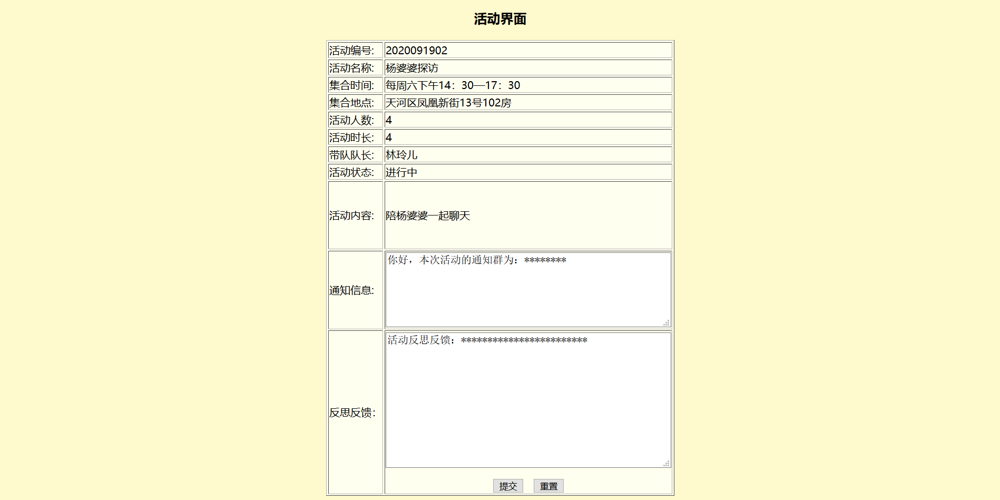 活动界面
活动编号: 2020091902
活动名称: 杨婆婆探访
集合时间: 每周六下午14：30—17：30
集合地点: 天河区凤凰新街13号102房
活动人数: 4
活动时长: 4
带队队长: 林玲儿
活动状态: 进行中
活动内容: 陪杨婆婆一起聊天
通知信息: 你好，本次活动的通知群为：********
反思反馈： 活动反思反馈：************************
提交 重置